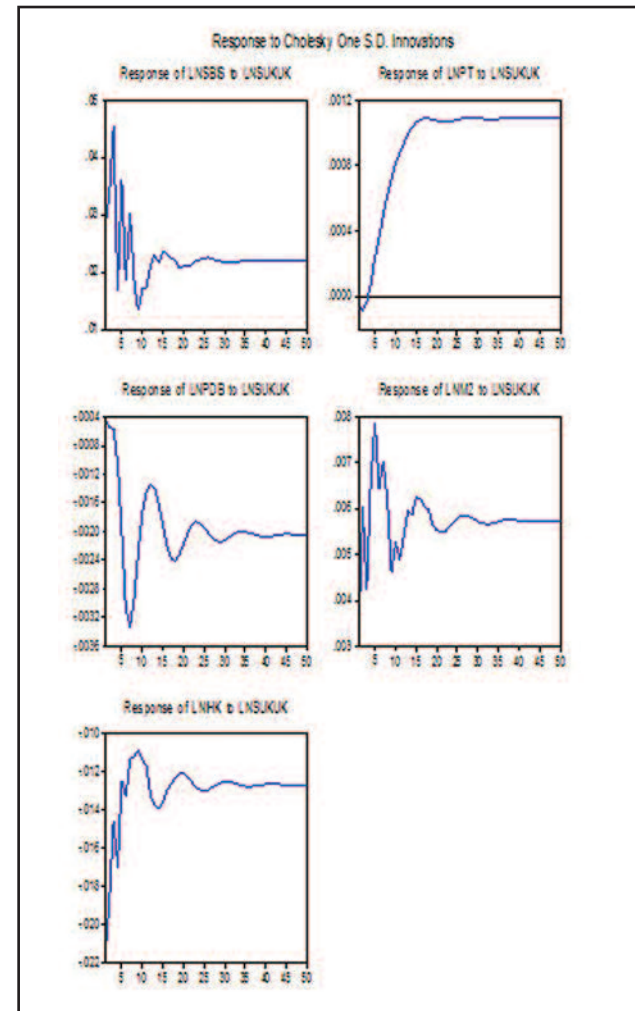 Response to Cholesky One S.D. Innovations
Response of LNSBIS to LNSUKUK
.05
.04
.03
.02
.01
5 10 15 20 25 30 35 40 45 50
Response of LNPT to LNSUKUK
.0012
.0008
.0004
.0000
5 10 15 20 25 30 35 40 45 50
Response of LNPDB to LNSUKUK
-.0004
-.0008
-.0012
-.0016
-.0020
-.0024
-.0028
-.0032
-.0036
5 10 15 20 25 30 35 40 45 50
Response of LNM2 to LNSUKUK
.008
.007
.006
.005
.004
.003
5 10 15 20 25 30 35 40 45 50
Response of LNIHK to LNSUKUK
-.010
-.012
-.014
-.016
-.018
-.020
-.022
5 10 15 20 25 30 35 40 45 50